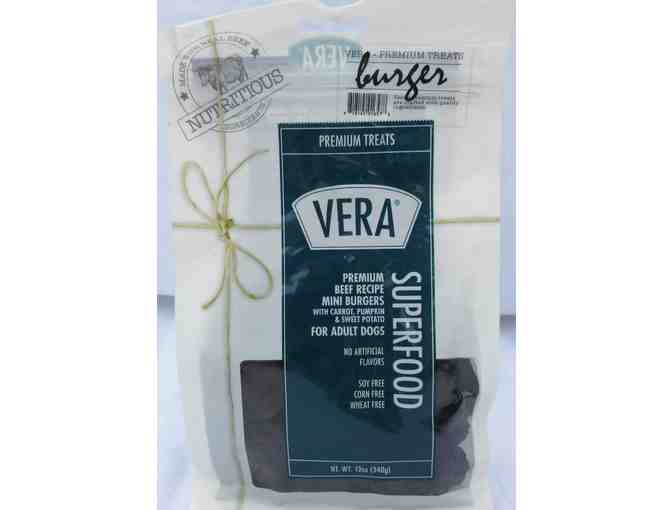 MADE WITH REAL BEEF
NUTRITIOUS
VERA
VERA - PREMIUM TREATS
burger
PREMIUM TREATS
VERA®
PREMIUM
BEEF RECIPE
MINI BURGERS
WITH CARROT, PUMPKIN
& SWEET POTATO
FOR ADULT DOGS
SUPERFOOD
NO ARTIFICIAL
FLAVORS
SOY FREE
CORN FREE
WHEAT FREE
NT. WT. 12oz (340g)